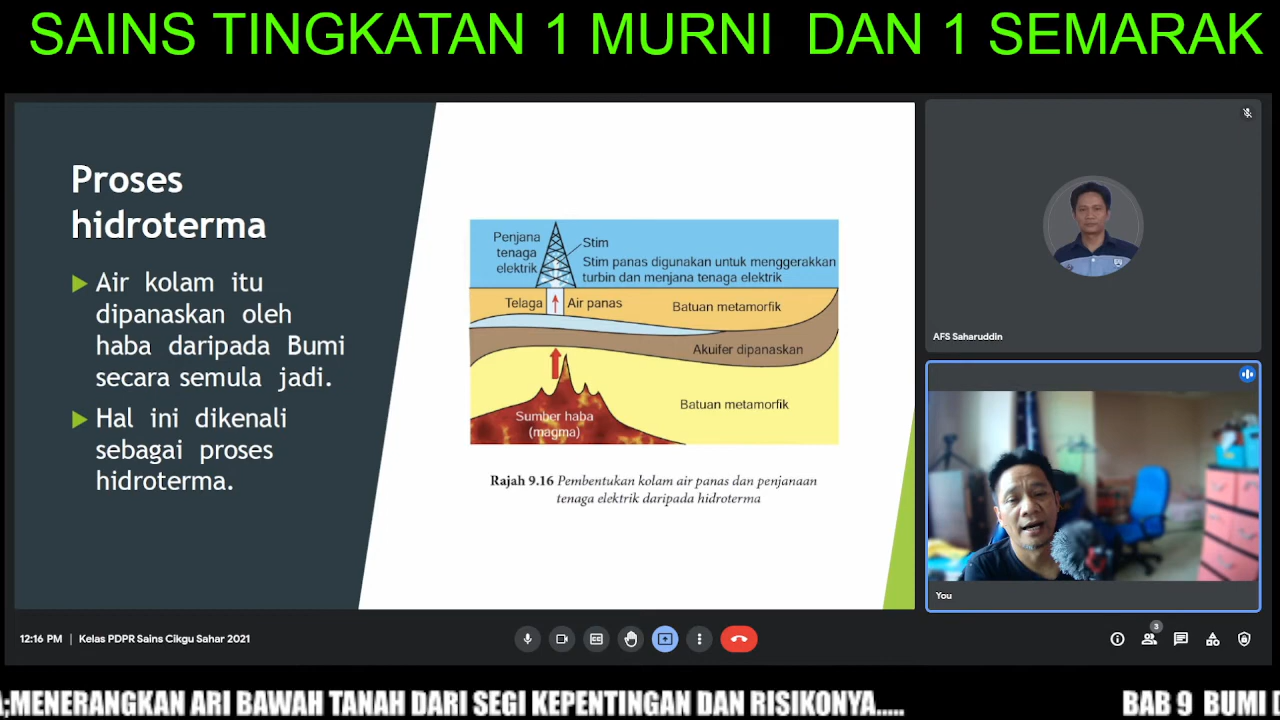 SAINS TINGKATAN 1 MURNI DAN 1 SEMARAK
Proses
hidroterma
Air kolam itu
dipanaskan oleh
haba daripada Bumi
secara semula jadi.
Hal ini dikenali
sebagai proses
hidroterma.
Penjana
tenaga
elektrik
Stim
Stim panas digunakan untuk menggerakkan
turbin dan menjana tenaga elektrik
Telaga
Air panas
Batuan metamorfik
Akuifer dipanaskan
Batuan metamorfik
Sumber haba
(magma)
Rajah 9.16 Pembentukan kolam air panas dan penjanaan
tenaga elektrik daripada hidroterma
AFS Saharuddin
You
12:16 PM | Kelas PDPR Sains Cikgu Sahar 2021
3
A;MENERANGKAN ARI BAWAH TANAH DARI SEGI KEPENTINGAN DAN RISIKONYA..... BAB 9 BUMI